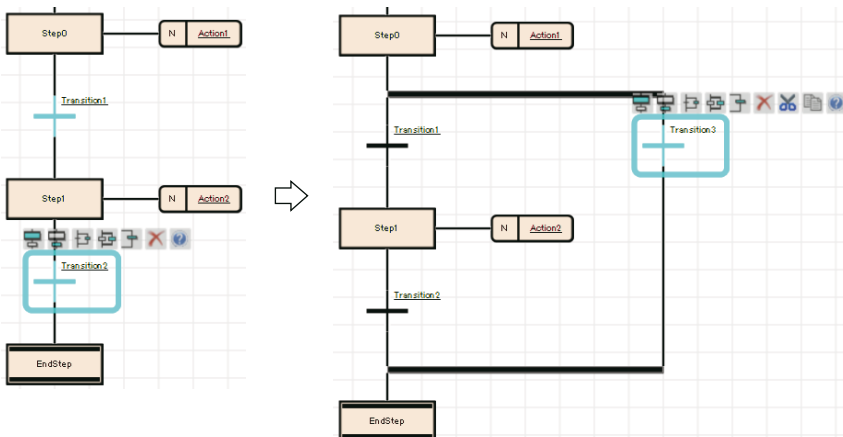 Step0
N
Action1
Transition1
Step1
N
Action2
Transition2
EndStep
Step0
N
Action1
Transition1
Transition3
Step1
N
Action2
Transition2
EndStep